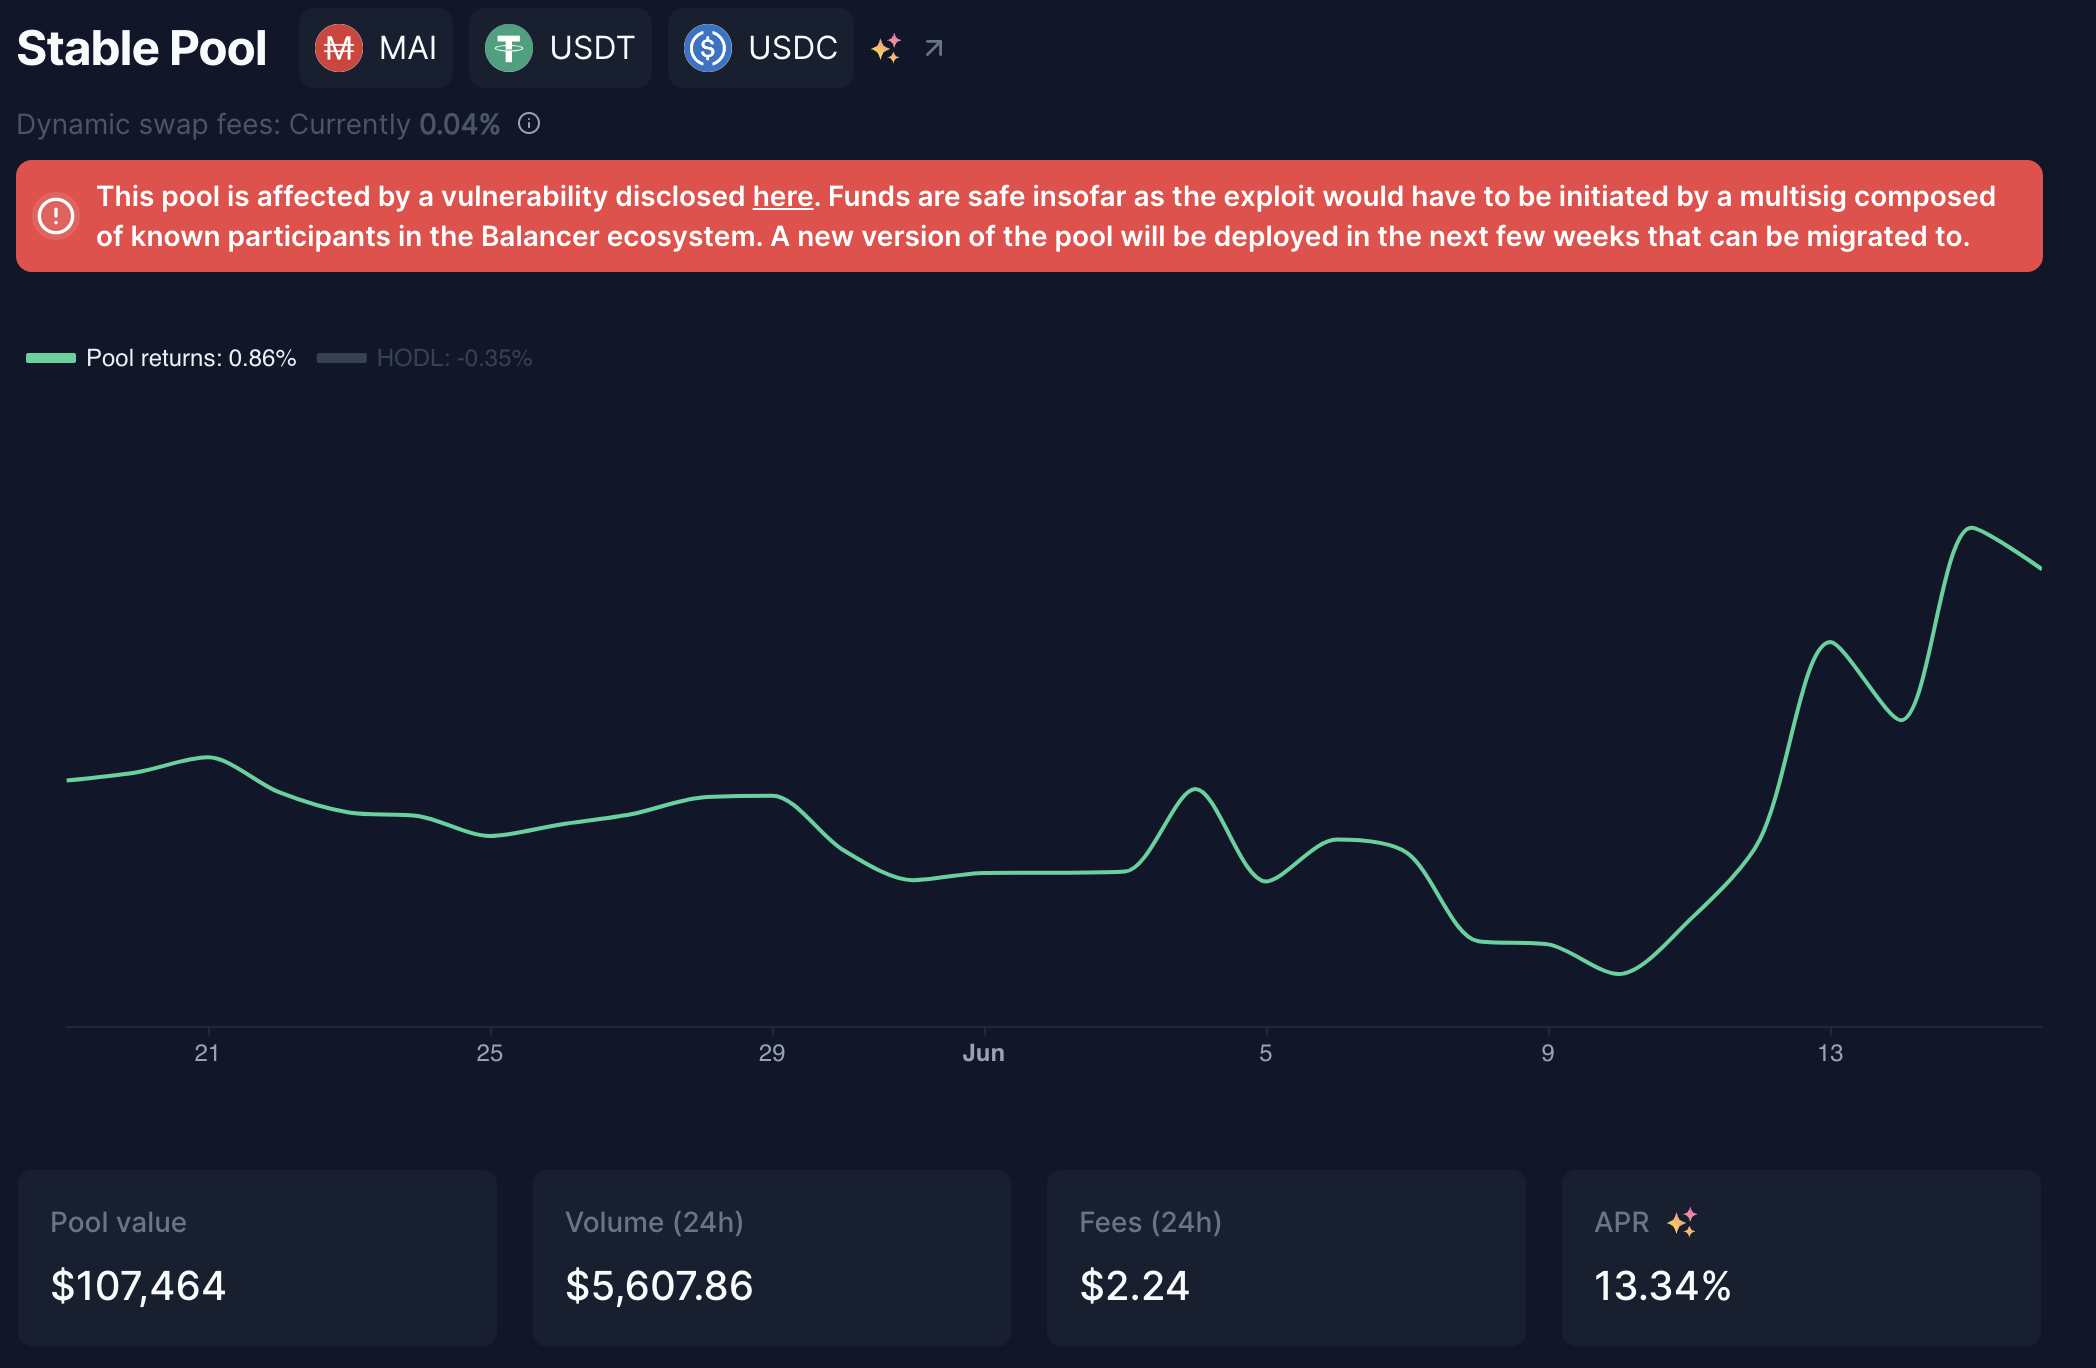 Stable Pool MAI USDT USDC
Dynamic swap fees: Currently 0.04%
This pool is affected by a vulnerability disclosed here. Funds are safe insofar as the exploit would have to be initiated by a multisig composed
of known participants in the Balancer ecosystem. A new version of the pool will be deployed in the next few weeks that can be migrated to.
Pool returns: 0.86% HODL: -0.35%
21 25 29 Jun 5 9 13
Pool value Volume (24h) Fees (24h) APR
$107,464 $5,607.86 $2.24 13.34%